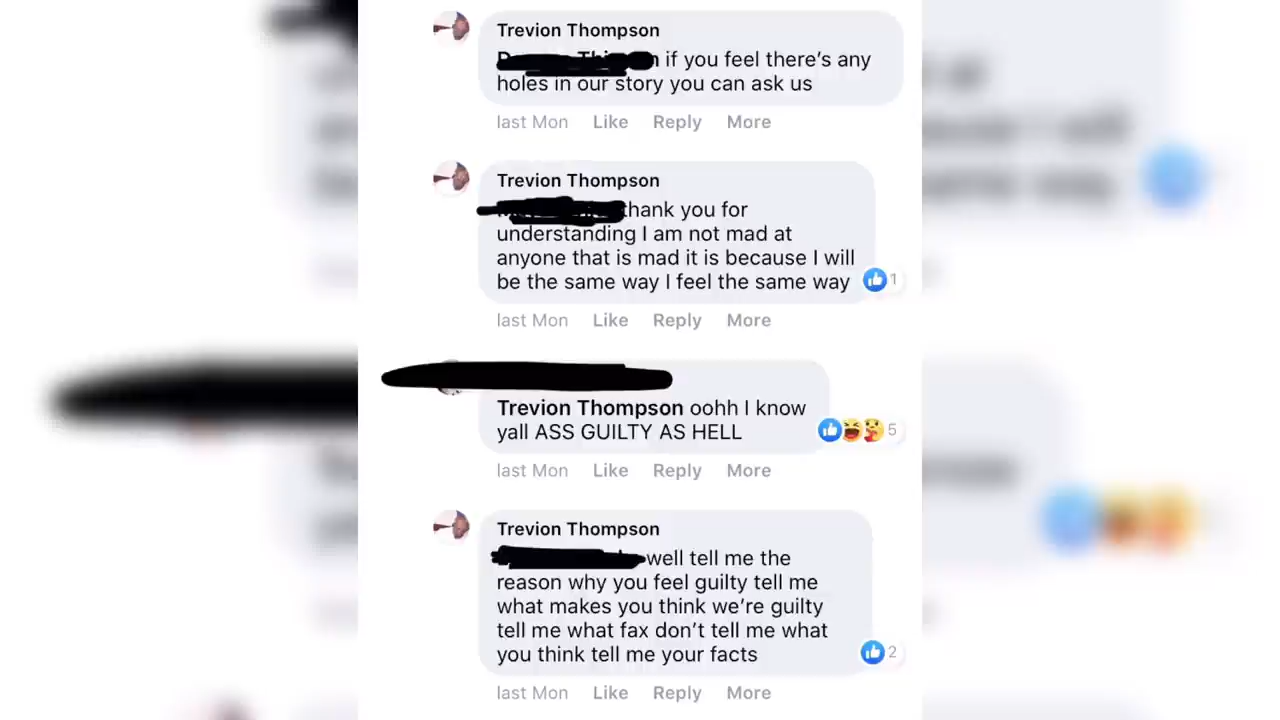 Trevion Thompson
if you feel there's any
holes in our story you can ask us
last Mon Like Reply More
Trevion Thompson
thank you for
understanding I am not mad at
anyone that is mad it is because I will
be the same way I feel the same way
1
last Mon Like Reply More
Trevion Thompson oohh I know
yall ASS GUILTY AS HELL
5
last Mon Like Reply More
Trevion Thompson
well tell me the
reason why you feel guilty tell me
what makes you think we're guilty
tell me what fax don't tell me what
you think tell me your facts
2
last Mon Like Reply More